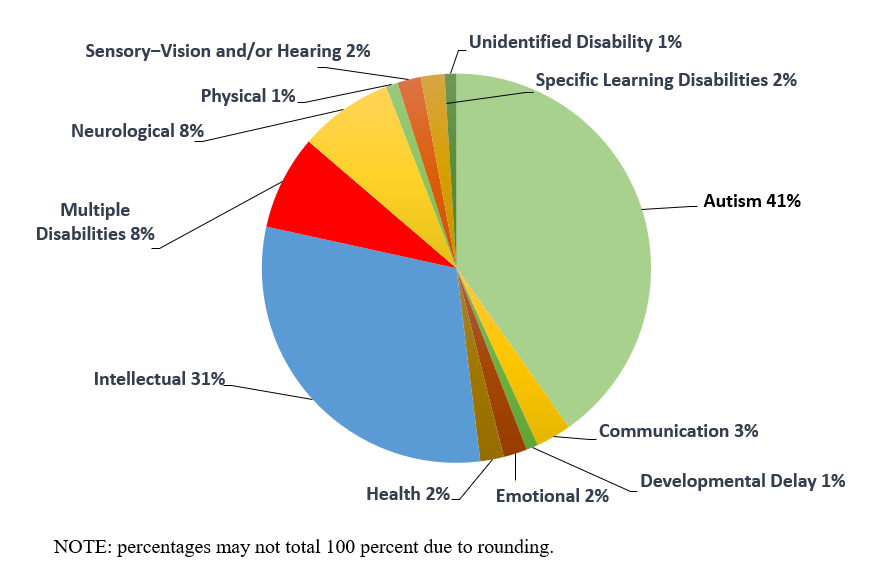 Unidentified Disability 1%
Sensory–Vision and/or Hearing 2%
Specific Learning Disabilities 2%
Physical 1%
Neurological 8%
Autism 41%
Multiple
Disabilities 8%
Intellectual 31%
Communication 3%
Developmental Delay 1%
Health 2%
Emotional 2%
NOTE: percentages may not total 100 percent due to rounding.